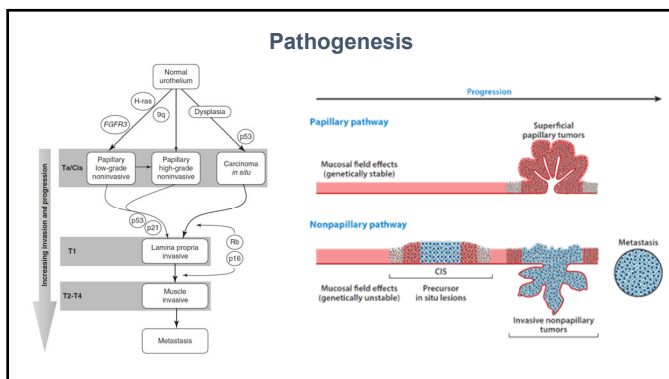 Pathogenesis
Normal
urothelium
H-ras
FGFR3
9q
Dysplasia
p53
Ta/Cis
Papillary
low-grade
noninvasive
Papillary
high-grade
noninvasive
Carcinoma
in situ
Increasing invasion and progression
p53
p21
T1
Lamina propria
invasive
Rb
p16
T2-T4
Muscle
invasive
Metastasis
Progression
Papillary pathway
Superficial
papillary tumors
Mucosal field effects
(genetically stable)
Nonpapillary pathway
Metastasis
CIS
Mucosal field effects
(genetically unstable)
Precursor
in situ lesions
Invasive nonpapillary
tumors